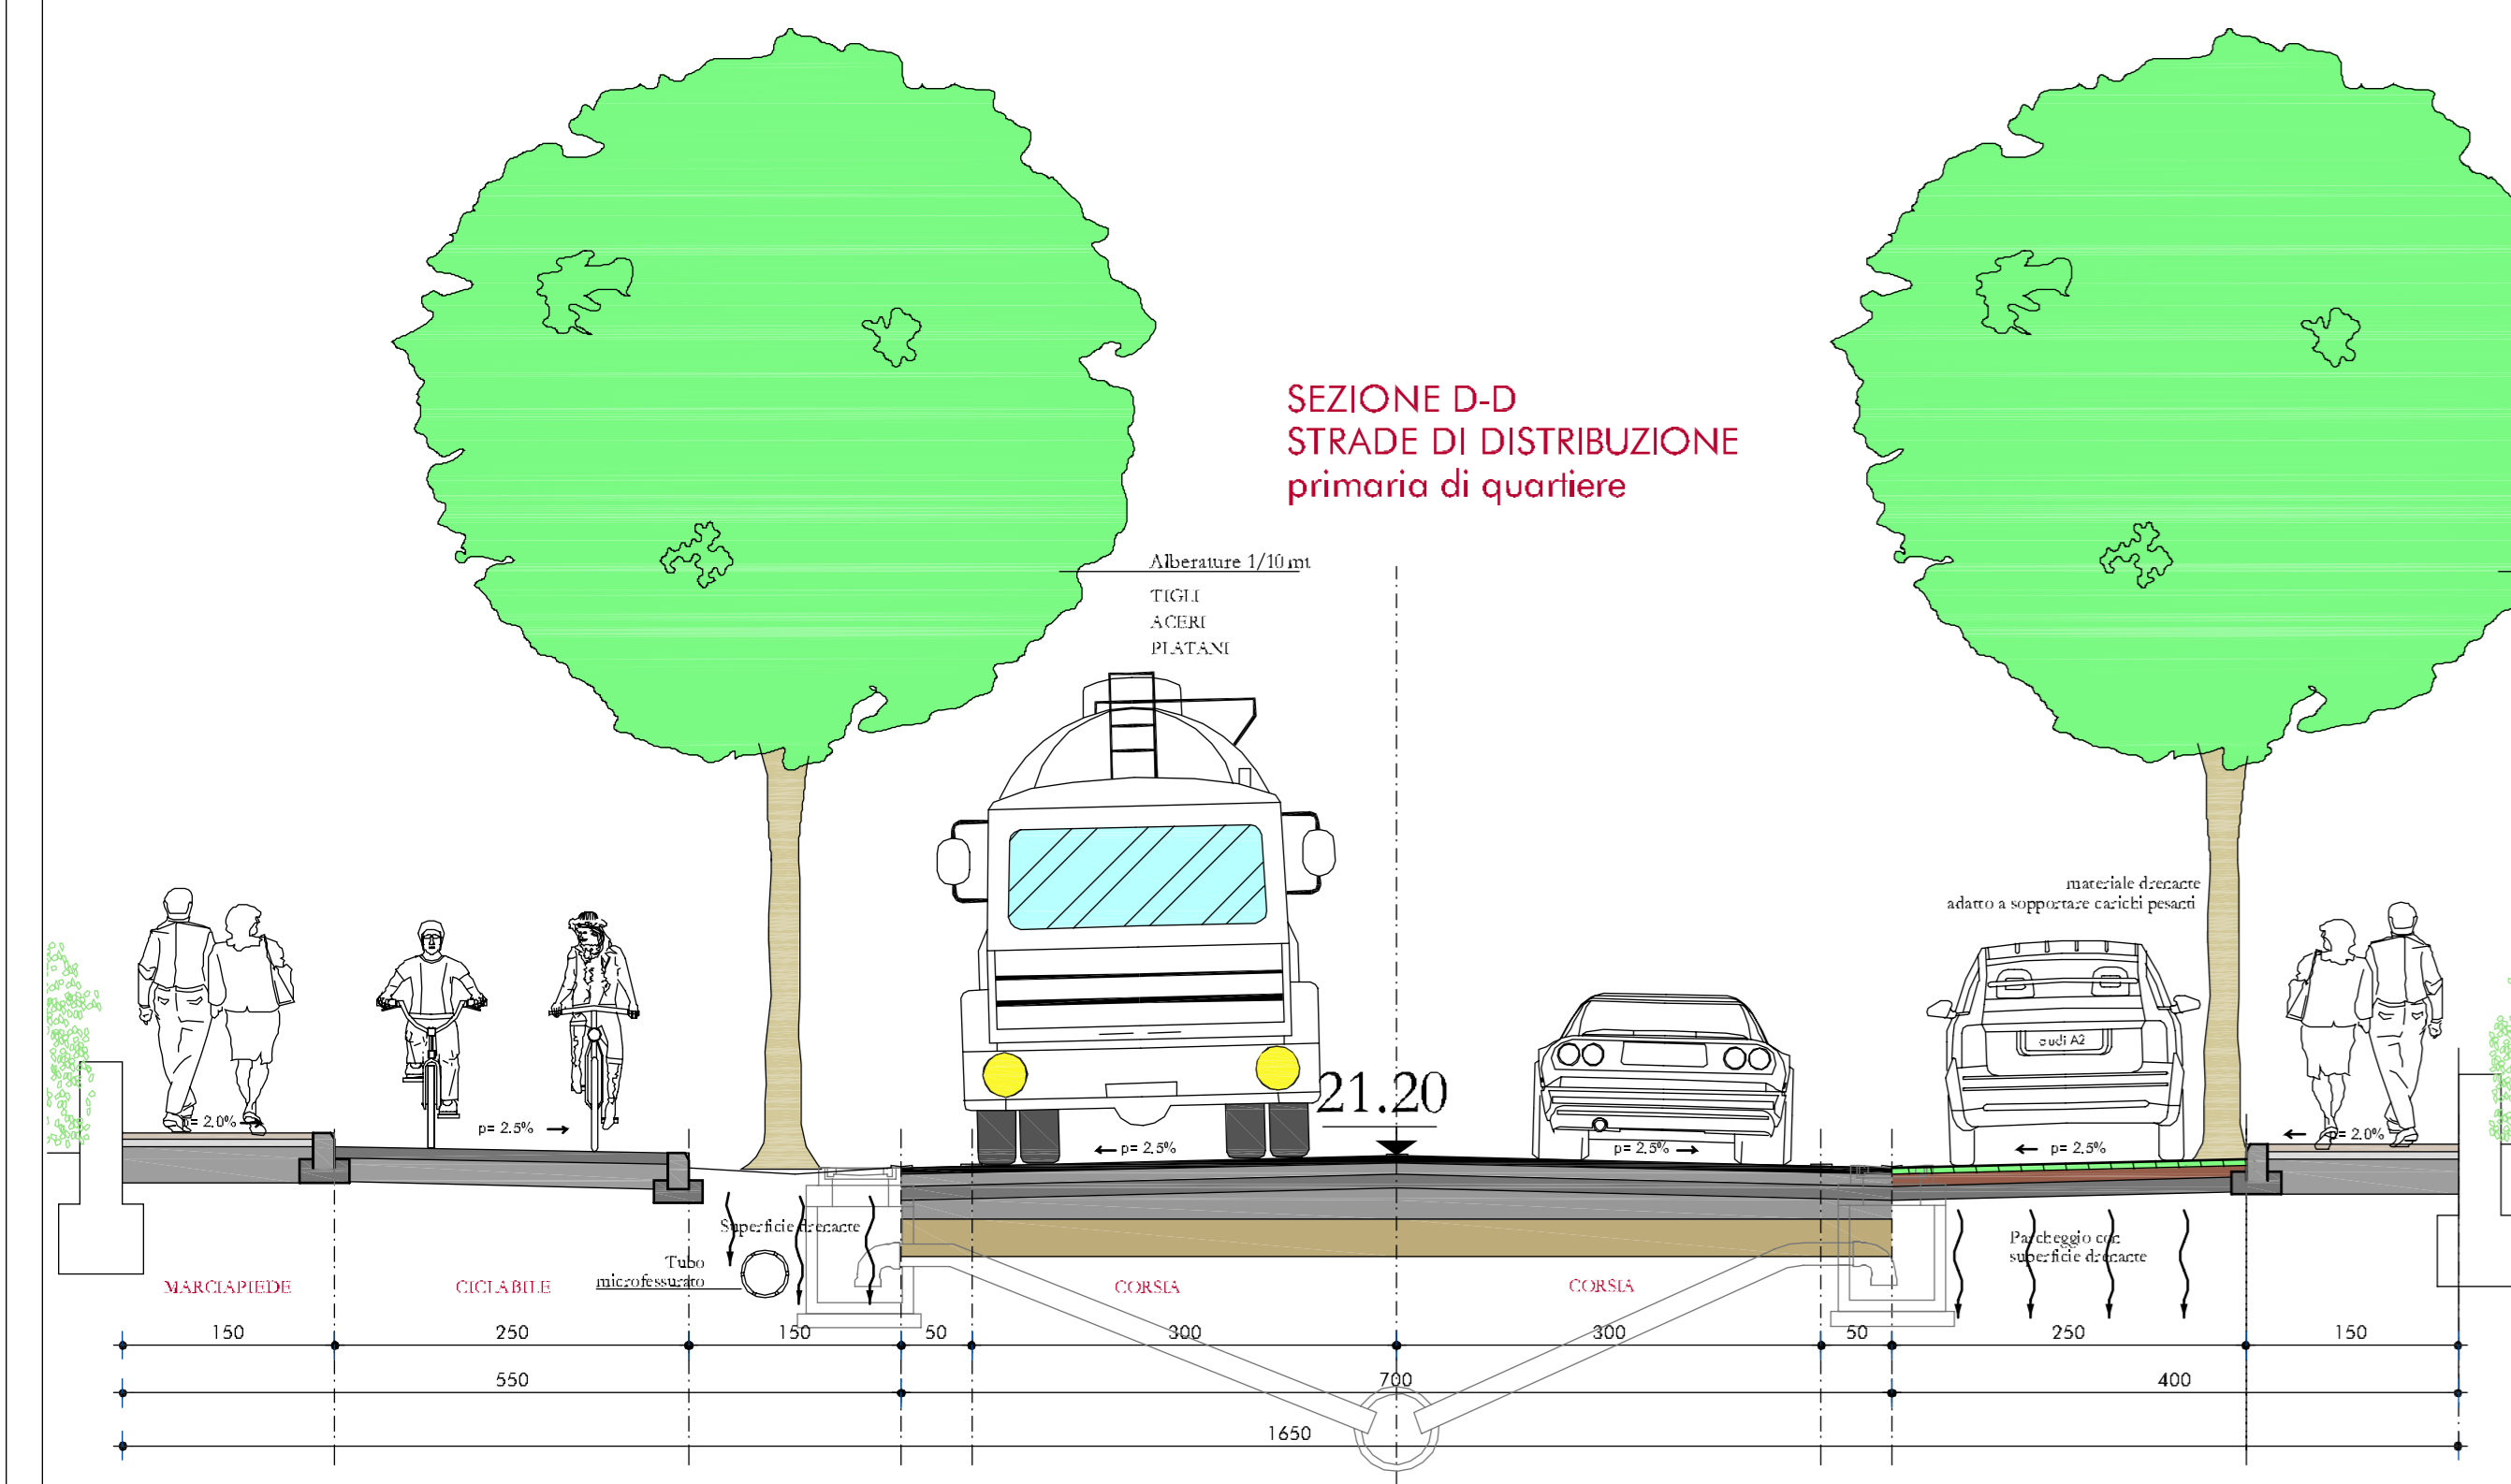 SEZIONE D-D
STRADE DI DISTRIBUZIONE
primaria di quartiere
Alberature 1/10 mt
TIGLI
ACERI
PLATANI
materiale drenante
adatto a sopportare carichi pesanti
audi A2
21.20
p= 2.0%
p= 2.5%
p= 2.5%
p= 2.5%
p= 2.5%
p= 2.0%
Superficie drenante
Tubo
microfessurato
Parcheggio con
superficie drenante
MARCIAPIEDE
CICLABILE
CORSIA
CORSIA
150
250
150
50
300
300
50
250
150
550
700
400
1650